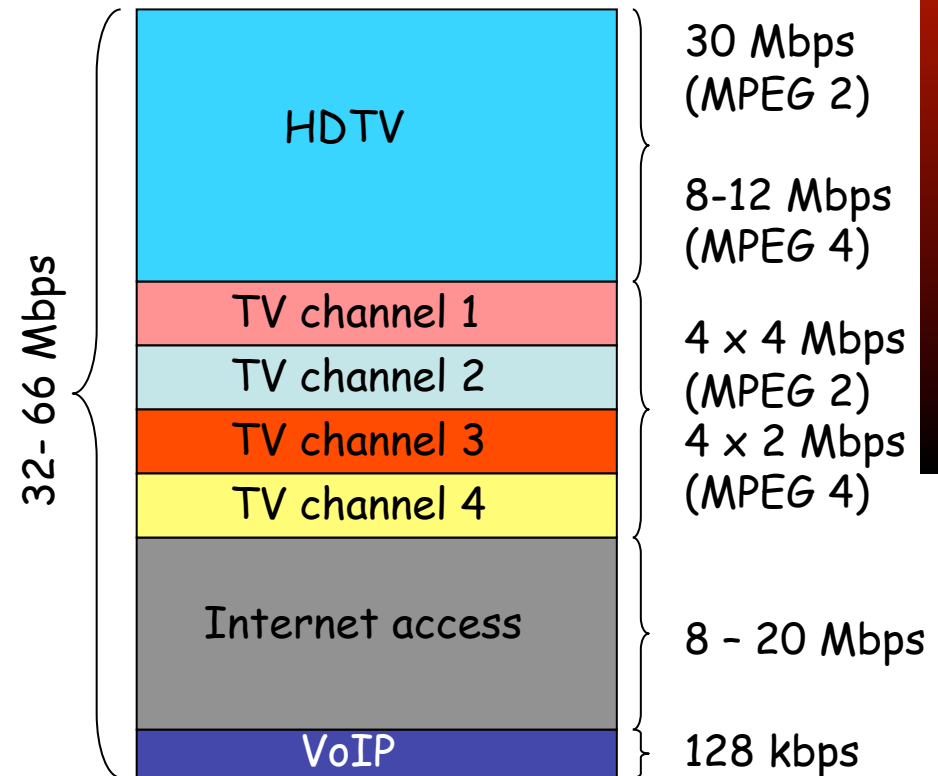 32- 66 Mbps
HDTV
30 Mbps
(MPEG 2)
8-12 Mbps
(MPEG 4)
TV channel 1
TV channel 2
TV channel 3
TV channel 4
4 x 4 Mbps
(MPEG 2)
4 x 2 Mbps
(MPEG 4)
Internet access
8 – 20 Mbps
VoIP
128 kbps